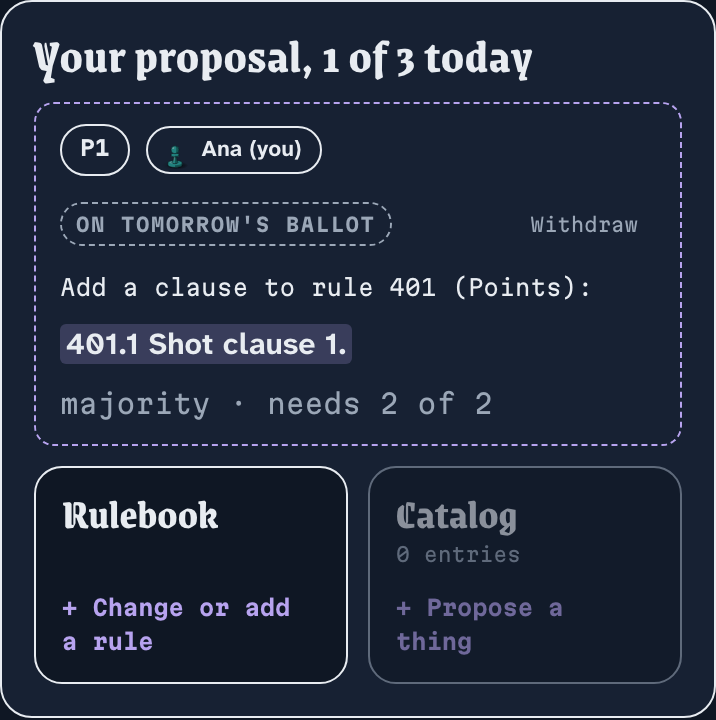 Your proposal, 1 of 3 today
P1 Ana (you)
ON TOMORROW'S BALLOT Withdraw
Add a clause to rule 401 (Points):
401.1 Shot clause 1.
majority · needs 2 of 2
Rulebook
+ Change or add
a rule
Catalog
0 entries
+ Propose a
thing